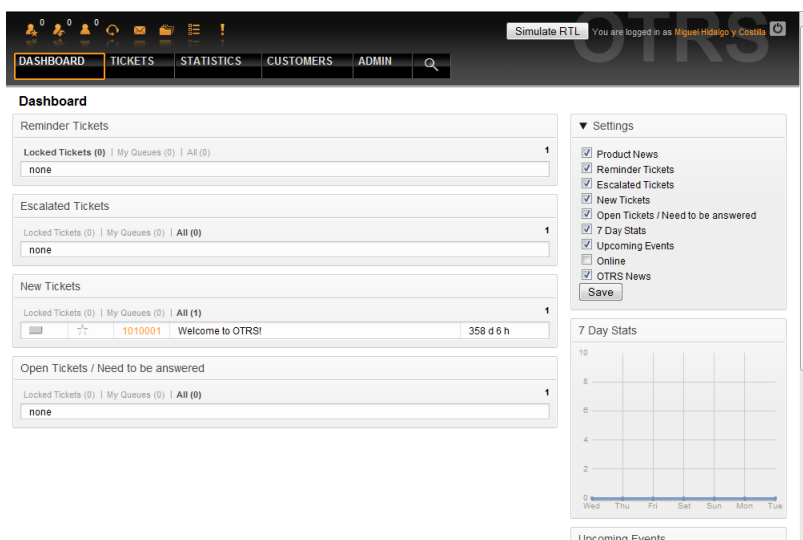 0 0 0
Simulate RTL You are logged in as Miguel Hidalgo y Costilla
OTRS
DASHBOARD TICKETS STATISTICS CUSTOMERS ADMIN
Dashboard
Reminder Tickets
Locked Tickets (0) | My Queues (0) | All (0) 1
none
Escalated Tickets
Locked Tickets (0) | My Queues (0) | All (0) 1
none
New Tickets
Locked Tickets (0) | My Queues (0) | All (1) 1
1010001 Welcome to OTRS! 358 d 6 h
Open Tickets / Need to be answered
Locked Tickets (0) | My Queues (0) | All (0) 1
none
Settings
Product News
Reminder Tickets
Escalated Tickets
New Tickets
Open Tickets / Need to be answered
7 Day Stats
Upcoming Events
Online
OTRS News
Save
7 Day Stats
10
8
6
4
2
0
Wed Thu Fri Sat Sun Mon Tue
Upcoming Events